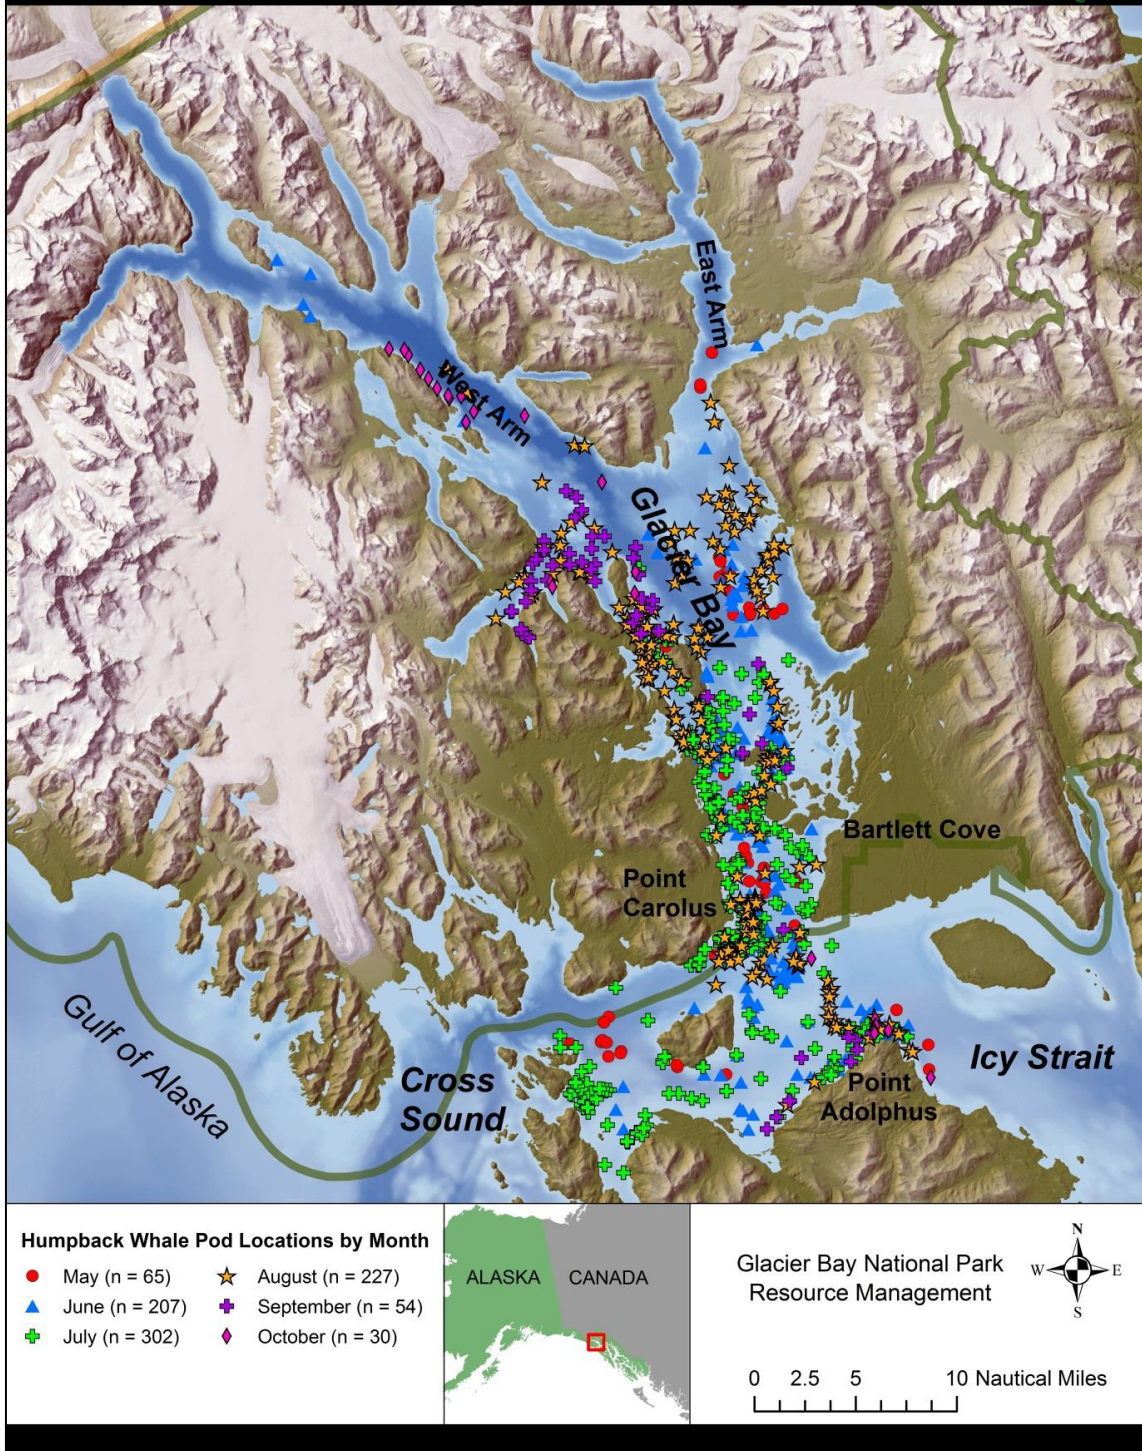 East Arm
West Arm
Glacier Bay
Bartlett Cove
Point
Carolus
Gulf of Alaska
Cross
Sound
Icy Strait
Point
Adolphus
Humpback Whale Pod Locations by Month
May (n = 65)
June (n = 207)
July (n = 302)
August (n = 227)
September (n = 54)
October (n = 30)
ALASKA
CANADA
Glacier Bay National Park
Resource Management
N
W
E
S
0 2.5 5 10 Nautical Miles